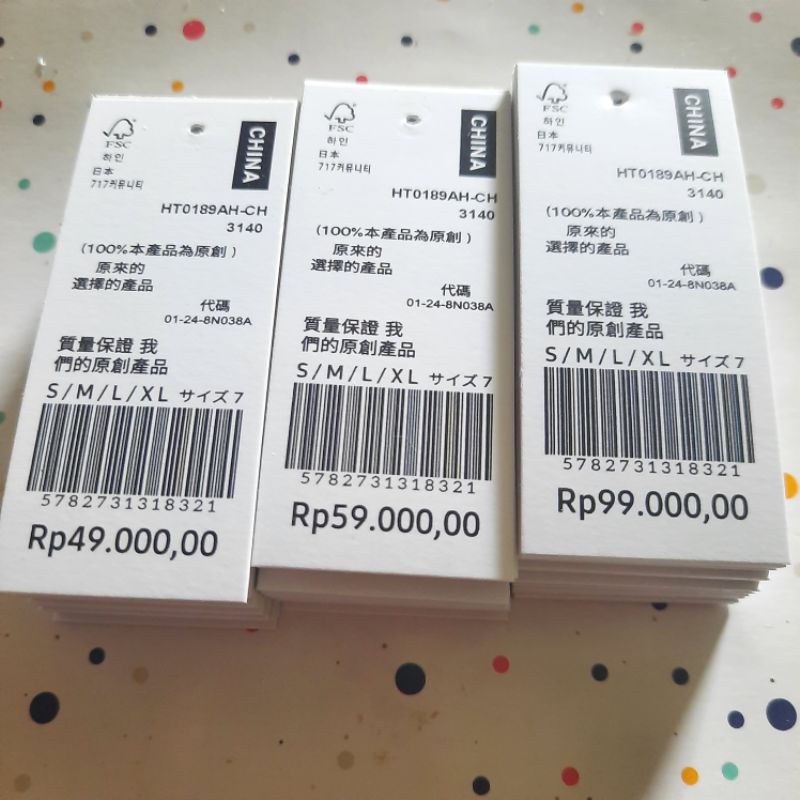 FSC
하인
日本
717커뮤니티
CHINA
HT0189AH-CH
3140
(100%本產品為原創)
原來的
選擇的產品
代碼
01-24-8N038A
質量保證 我
們的原創產品
S/M/L/XL サイズ7
5782731318321
Rp49.000,00
FSC
하인
日本
717커뮤니티
CHINA
HT0189AH-CH
3140
(100%本產品為原創)
原來的
選擇的產品
代碼
01-24-8N038A
質量保證 我
們的原創產品
S/M/L/XL サイズ7
5782731318321
Rp59.000,00
FSC
하인
日本
717커뮤니티
CHINA
HT0189AH-CH
3140
(100%本產品為原創)
原來的
選擇的產品
代碼
01-24-8N038A
質量保證 我
們的原創產品
S/M/L/XL サイズ7
5782731318321
Rp99.000,00